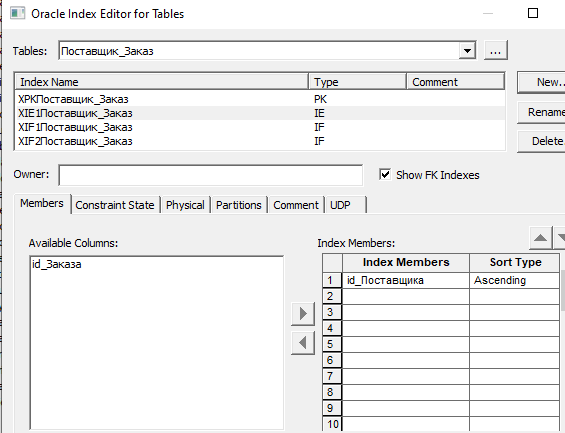 Oracle Index Editor for Tables
Tables: Поставщик_Заказ ...
Index Name Type Comment
XPKПоставщик_Заказ PK
XIE1Поставщик_Заказ IE
XIF1Поставщик_Заказ IF
XIF2Поставщик_Заказ IF
New...
Rename
Delete
Owner:
Show FK Indexes
Members Constraint State Physical Partitions Comment UDP
Available Columns:
id_Заказа
Index Members:
Index Members Sort Type
1 id_Поставщика Ascending
2
3
4
5
6
7
8
9
10